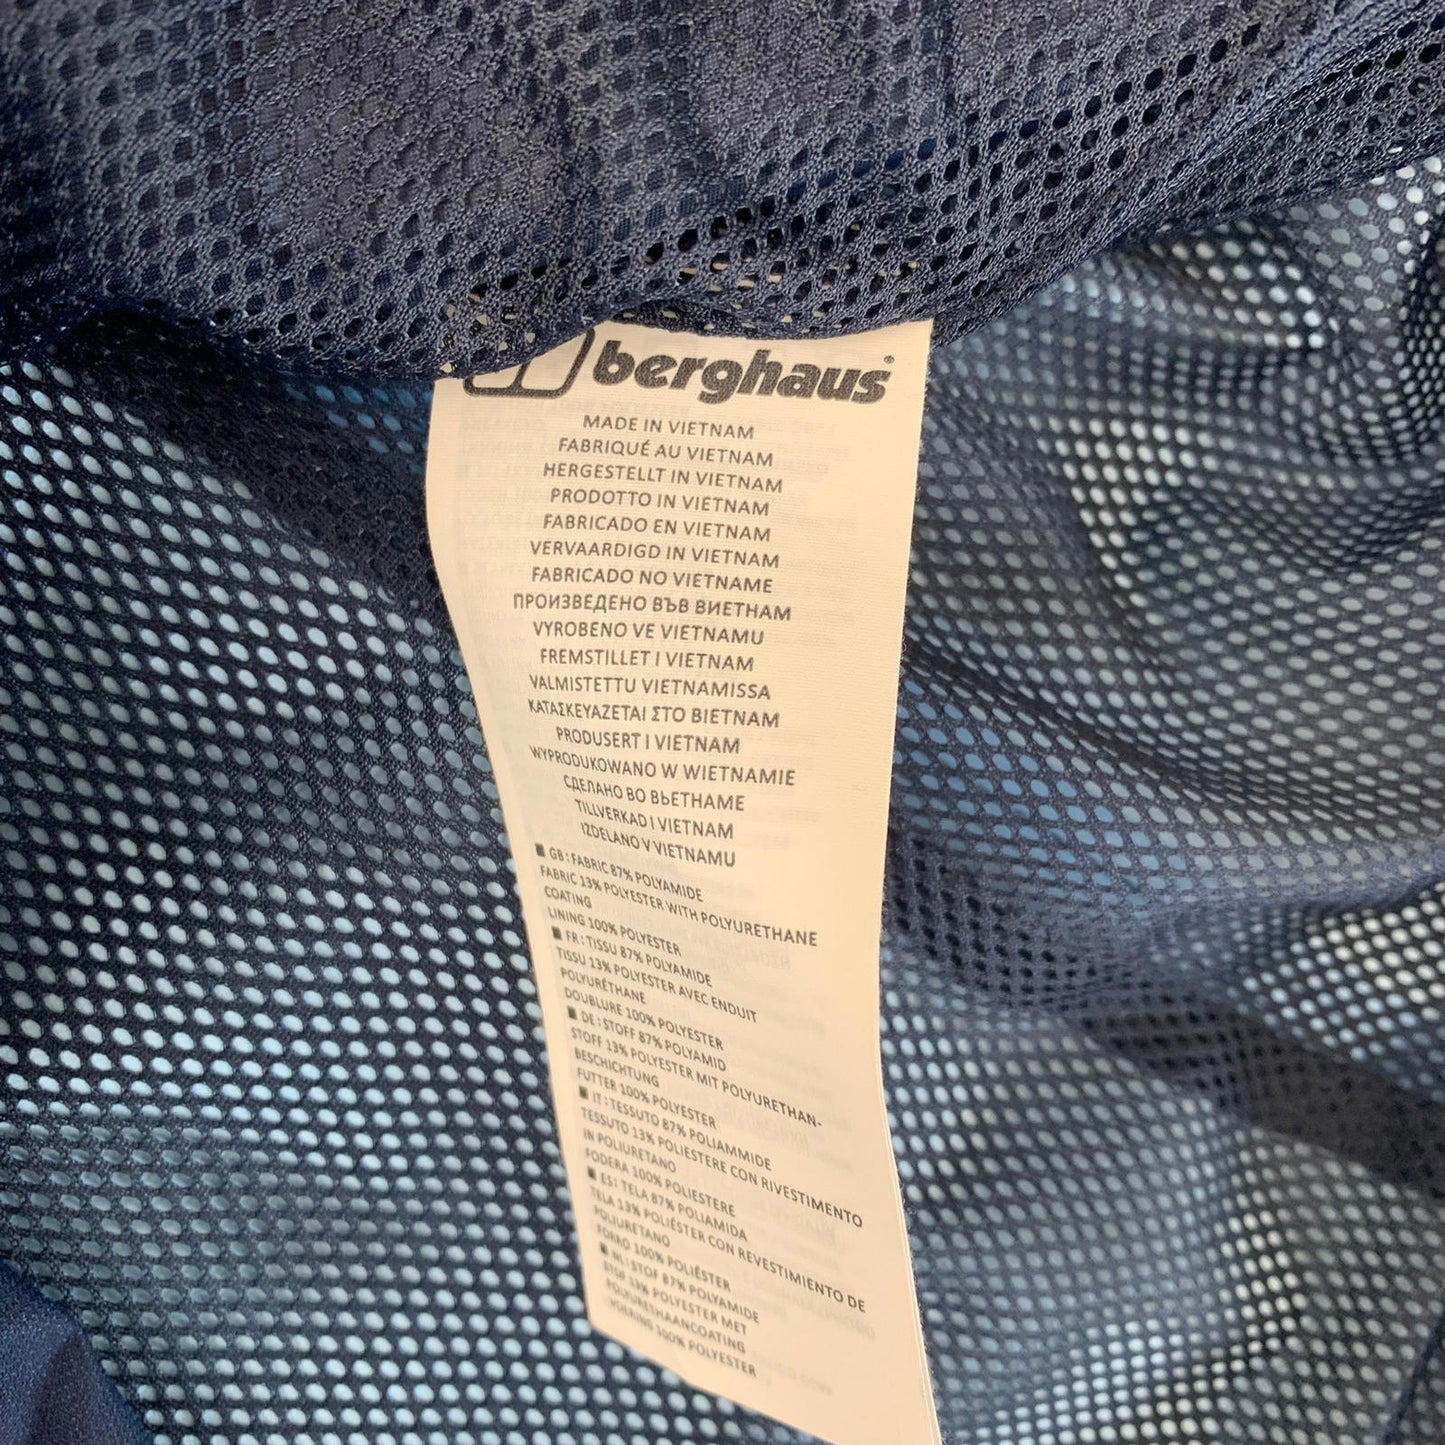 berghaus®
MADE IN VIETNAM
FABRIQUÉ AU VIETNAM
HERGESTELLT IN VIETNAM
PRODOTTO IN VIETNAM
FABRICADO EN VIETNAM
VERVAARDIGD IN VIETNAM
FABRICADO NO VIETNAME
ПРОИЗВЕДЕНО ВЪВ ВИЕТНАМ
VYROBENO VE VIETNAMU
FREMSTILLET I VIETNAM
VALMISTETTU VIETNAMISSA
ΚΑΤΑΣΚΕΥΑΖΕΤΑΙ ΣΤΟ ΒΙΕΤΝΑΜ
PRODUSERT I VIETNAM
WYPRODUKOWANO W WIETNAMIE
СДЕЛАНО ВО ВЬЕТНАМЕ
TILLVERKAD I VIETNAM
IZDELANO V VIETNAMU
■ GB: FABRIC 87% POLYAMIDE
FABRIC 13% POLYESTER WITH POLYURETHANE
COATING
LINING 100% POLYESTER
■ FR: TISSU 87% POLYAMIDE
TISSU 13% POLYESTER AVEC ENDUIT
POLYURÉTHANE
DOUBLURE 100% POLYESTER
■ DE: STOFF 87% POLYAMID
STOFF 13% POLYESTER MIT POLYURETHAN-
BESCHICHTUNG
FUTTER 100% POLYESTER
■ IT: TESSUTO 87% POLIAMMIDE
TESSUTO 13% POLIESTERE CON RIVESTIMENTO
IN POLIURETANO
FODERA 100% POLIESTERE
■ ES: TELA 87% POLIAMIDA
TELA 13% POLIÉSTER CON REVESTIMIENTO DE
POLIURETANO
FORRO 100% POLIÉSTER
■ NL: STOF 87% POLYAMIDE
STOF 13% POLYESTER MET
POLYURETHAANCOATING
VOERING 100% POLYESTER